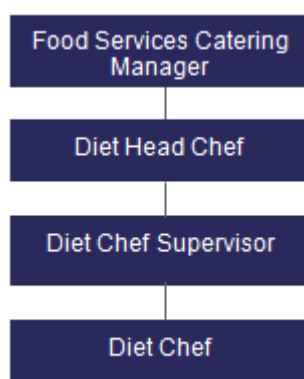 Food Services Catering
Manager
Diet Head Chef
Diet Chef Supervisor
Diet Chef